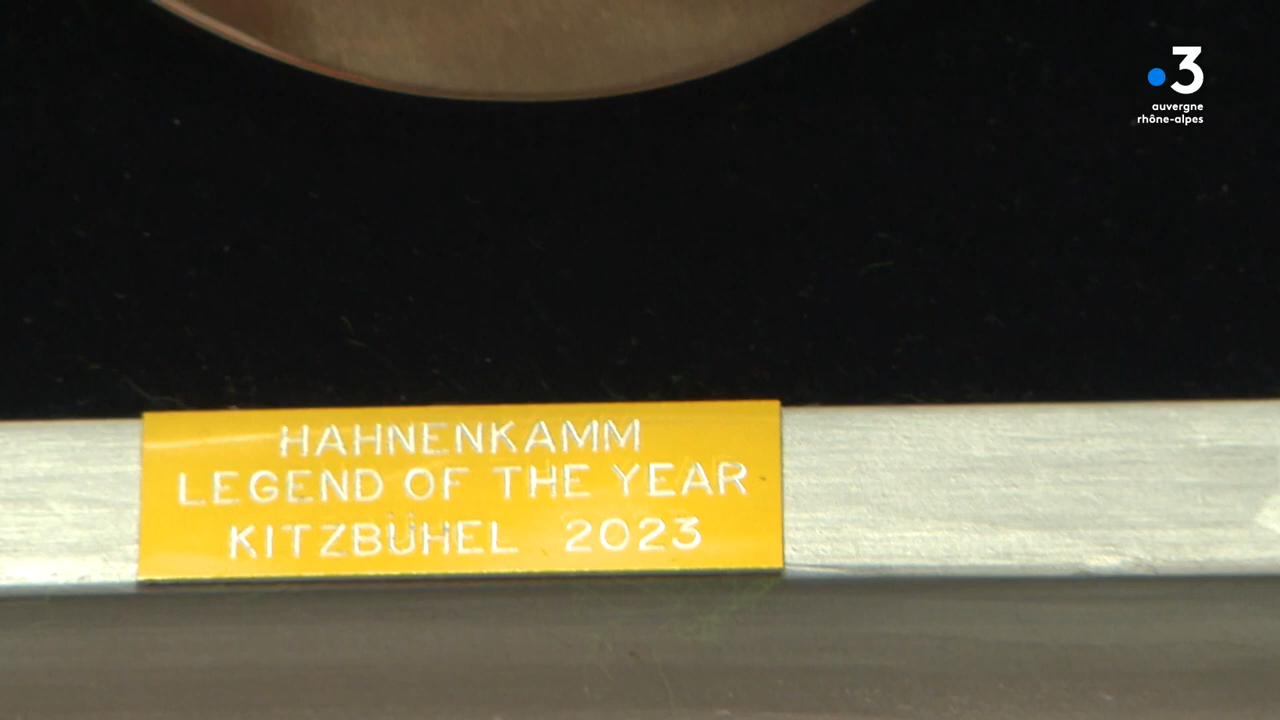 3
auvergne
rhône-alpes
HAHNENKAMM
LEGEND OF THE YEAR
KITZBÜHEL 2023